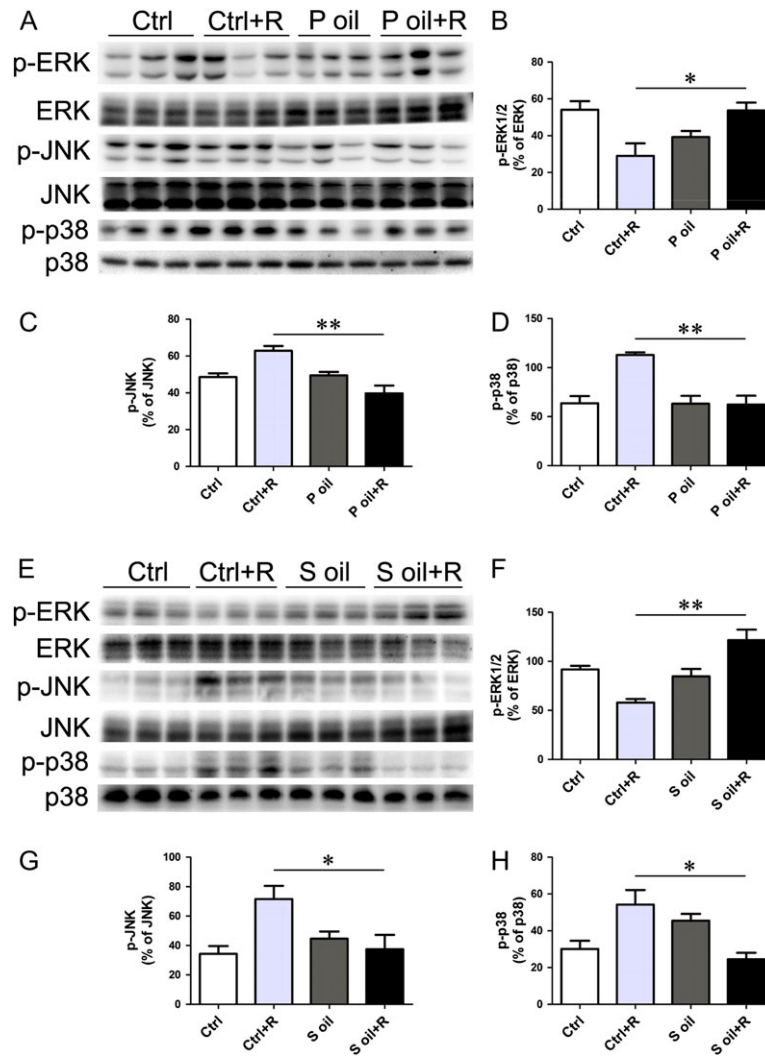 A
Ctrl Ctrl+R P oil P oil+R
p-ERK
ERK
p-JNK
JNK
p-p38
p38
B
p-ERK1/2
(% of ERK)
80
60
40
20
0
*
Ctrl Ctrl+R P oil P oil+R
C
p-JNK
(% of JNK)
80
60
40
20
0
**
Ctrl Ctrl+R P oil P oil+R
D
p-p38
(% of p38)
150
100
50
0
**
Ctrl Ctrl+R P oil P oil+R
E
Ctrl Ctrl+R S oil S oil+R
p-ERK
ERK
p-JNK
JNK
p-p38
p38
F
p-ERK1/2
(% of ERK)
150
100
50
0
**
Ctrl Ctrl+R S oil S oil+R
G
p-JNK
(% of JNK)
100
80
60
40
20
0
*
Ctrl Ctrl+R S oil S oil+R
H
p-p38
(% of p38)
80
60
40
20
0
*
Ctrl Ctrl+R S oil S oil+R